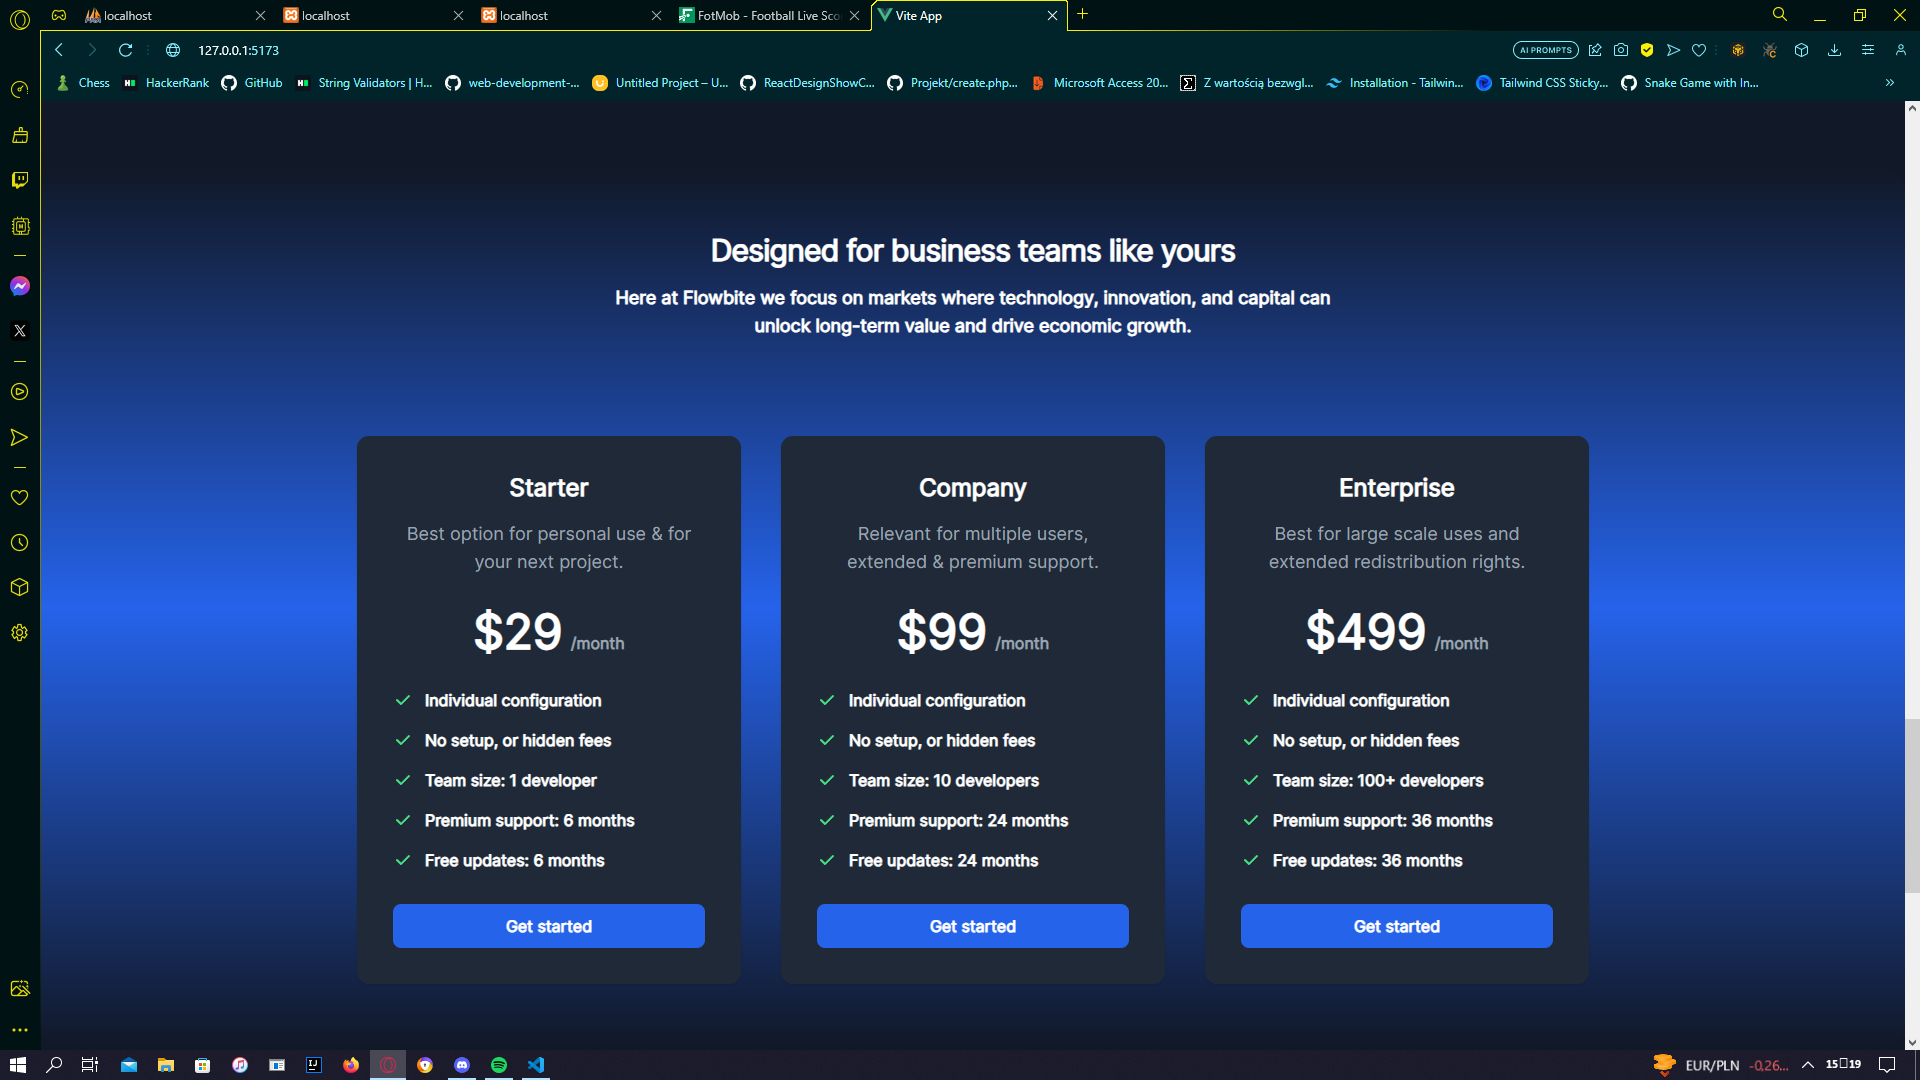 localhost
localhost
localhost
FotMob - Football Live Sco
Vite App
127.0.0.1:5173
AI PROMPTS
Chess
HackerRank
GitHub
String Validators | H...
web-development-...
Untitled Project – U...
ReactDesignShowC...
Projekt/create.php...
Microsoft Access 20...
Z wartością bezwgl...
Installation - Tailwin...
Tailwind CSS Sticky...
Snake Game with In...
Designed for business teams like yours
Here at Flowbite we focus on markets where technology, innovation, and capital can
unlock long-term value and drive economic growth.
Starter
Best option for personal use & for
your next project.
$29 /month
Individual configuration
No setup, or hidden fees
Team size: 1 developer
Premium support: 6 months
Free updates: 6 months
Get started
Company
Relevant for multiple users,
extended & premium support.
$99 /month
Individual configuration
No setup, or hidden fees
Team size: 10 developers
Premium support: 24 months
Free updates: 24 months
Get started
Enterprise
Best for large scale uses and
extended redistribution rights.
$499 /month
Individual configuration
No setup, or hidden fees
Team size: 100+ developers
Premium support: 36 months
Free updates: 36 months
Get started
EUR/PLN -0,26...
15▯19